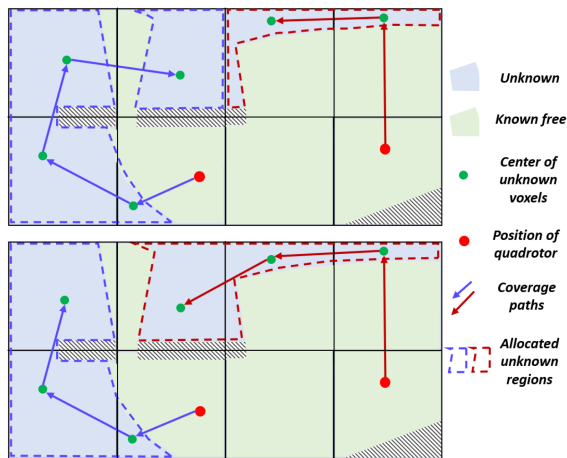 Unknown
Known free
Center of
unknown
voxels
Position of
quadrotor
Coverage
paths
Allocated
unknown
regions